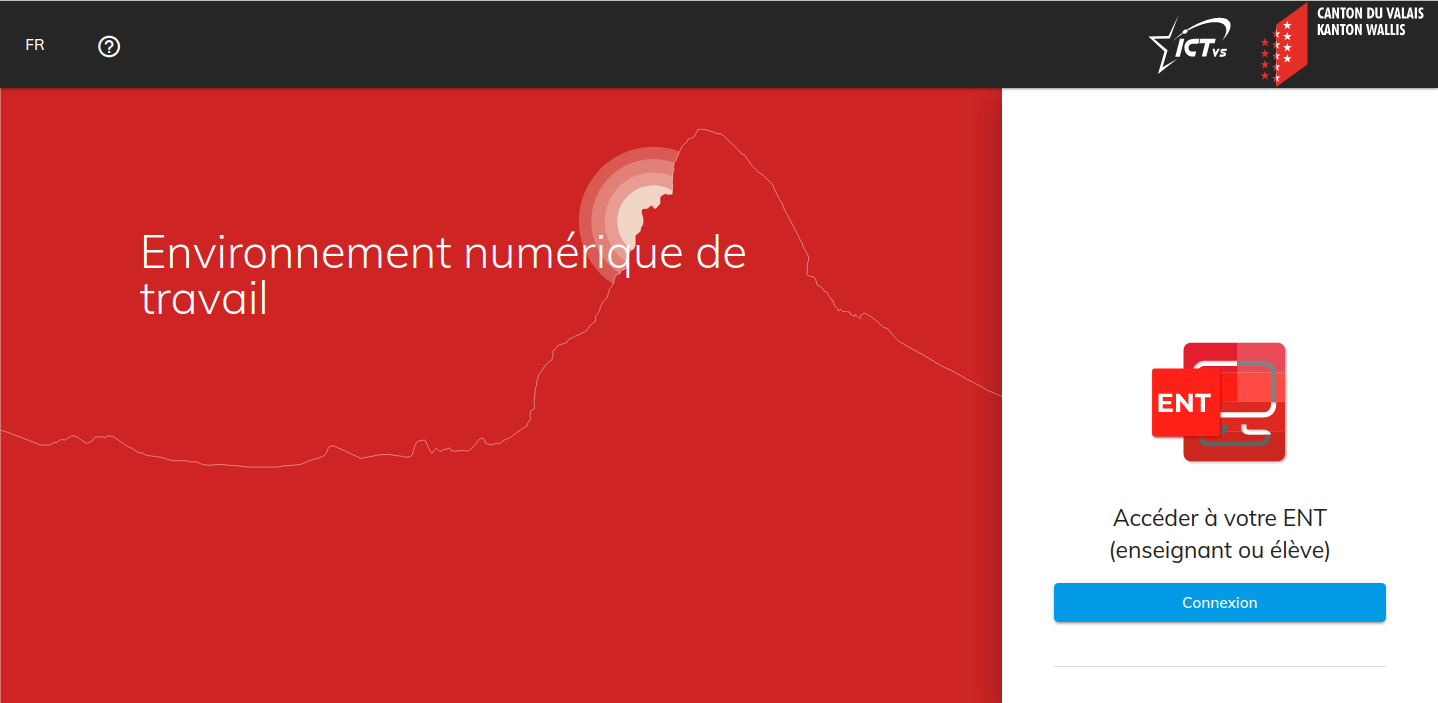 FR
ICT VS
CANTON DU VALAIS
KANTON WALLIS
Environnement numérique de
travail
ENT
Accéder à votre ENT
(enseignant ou élève)
Connexion